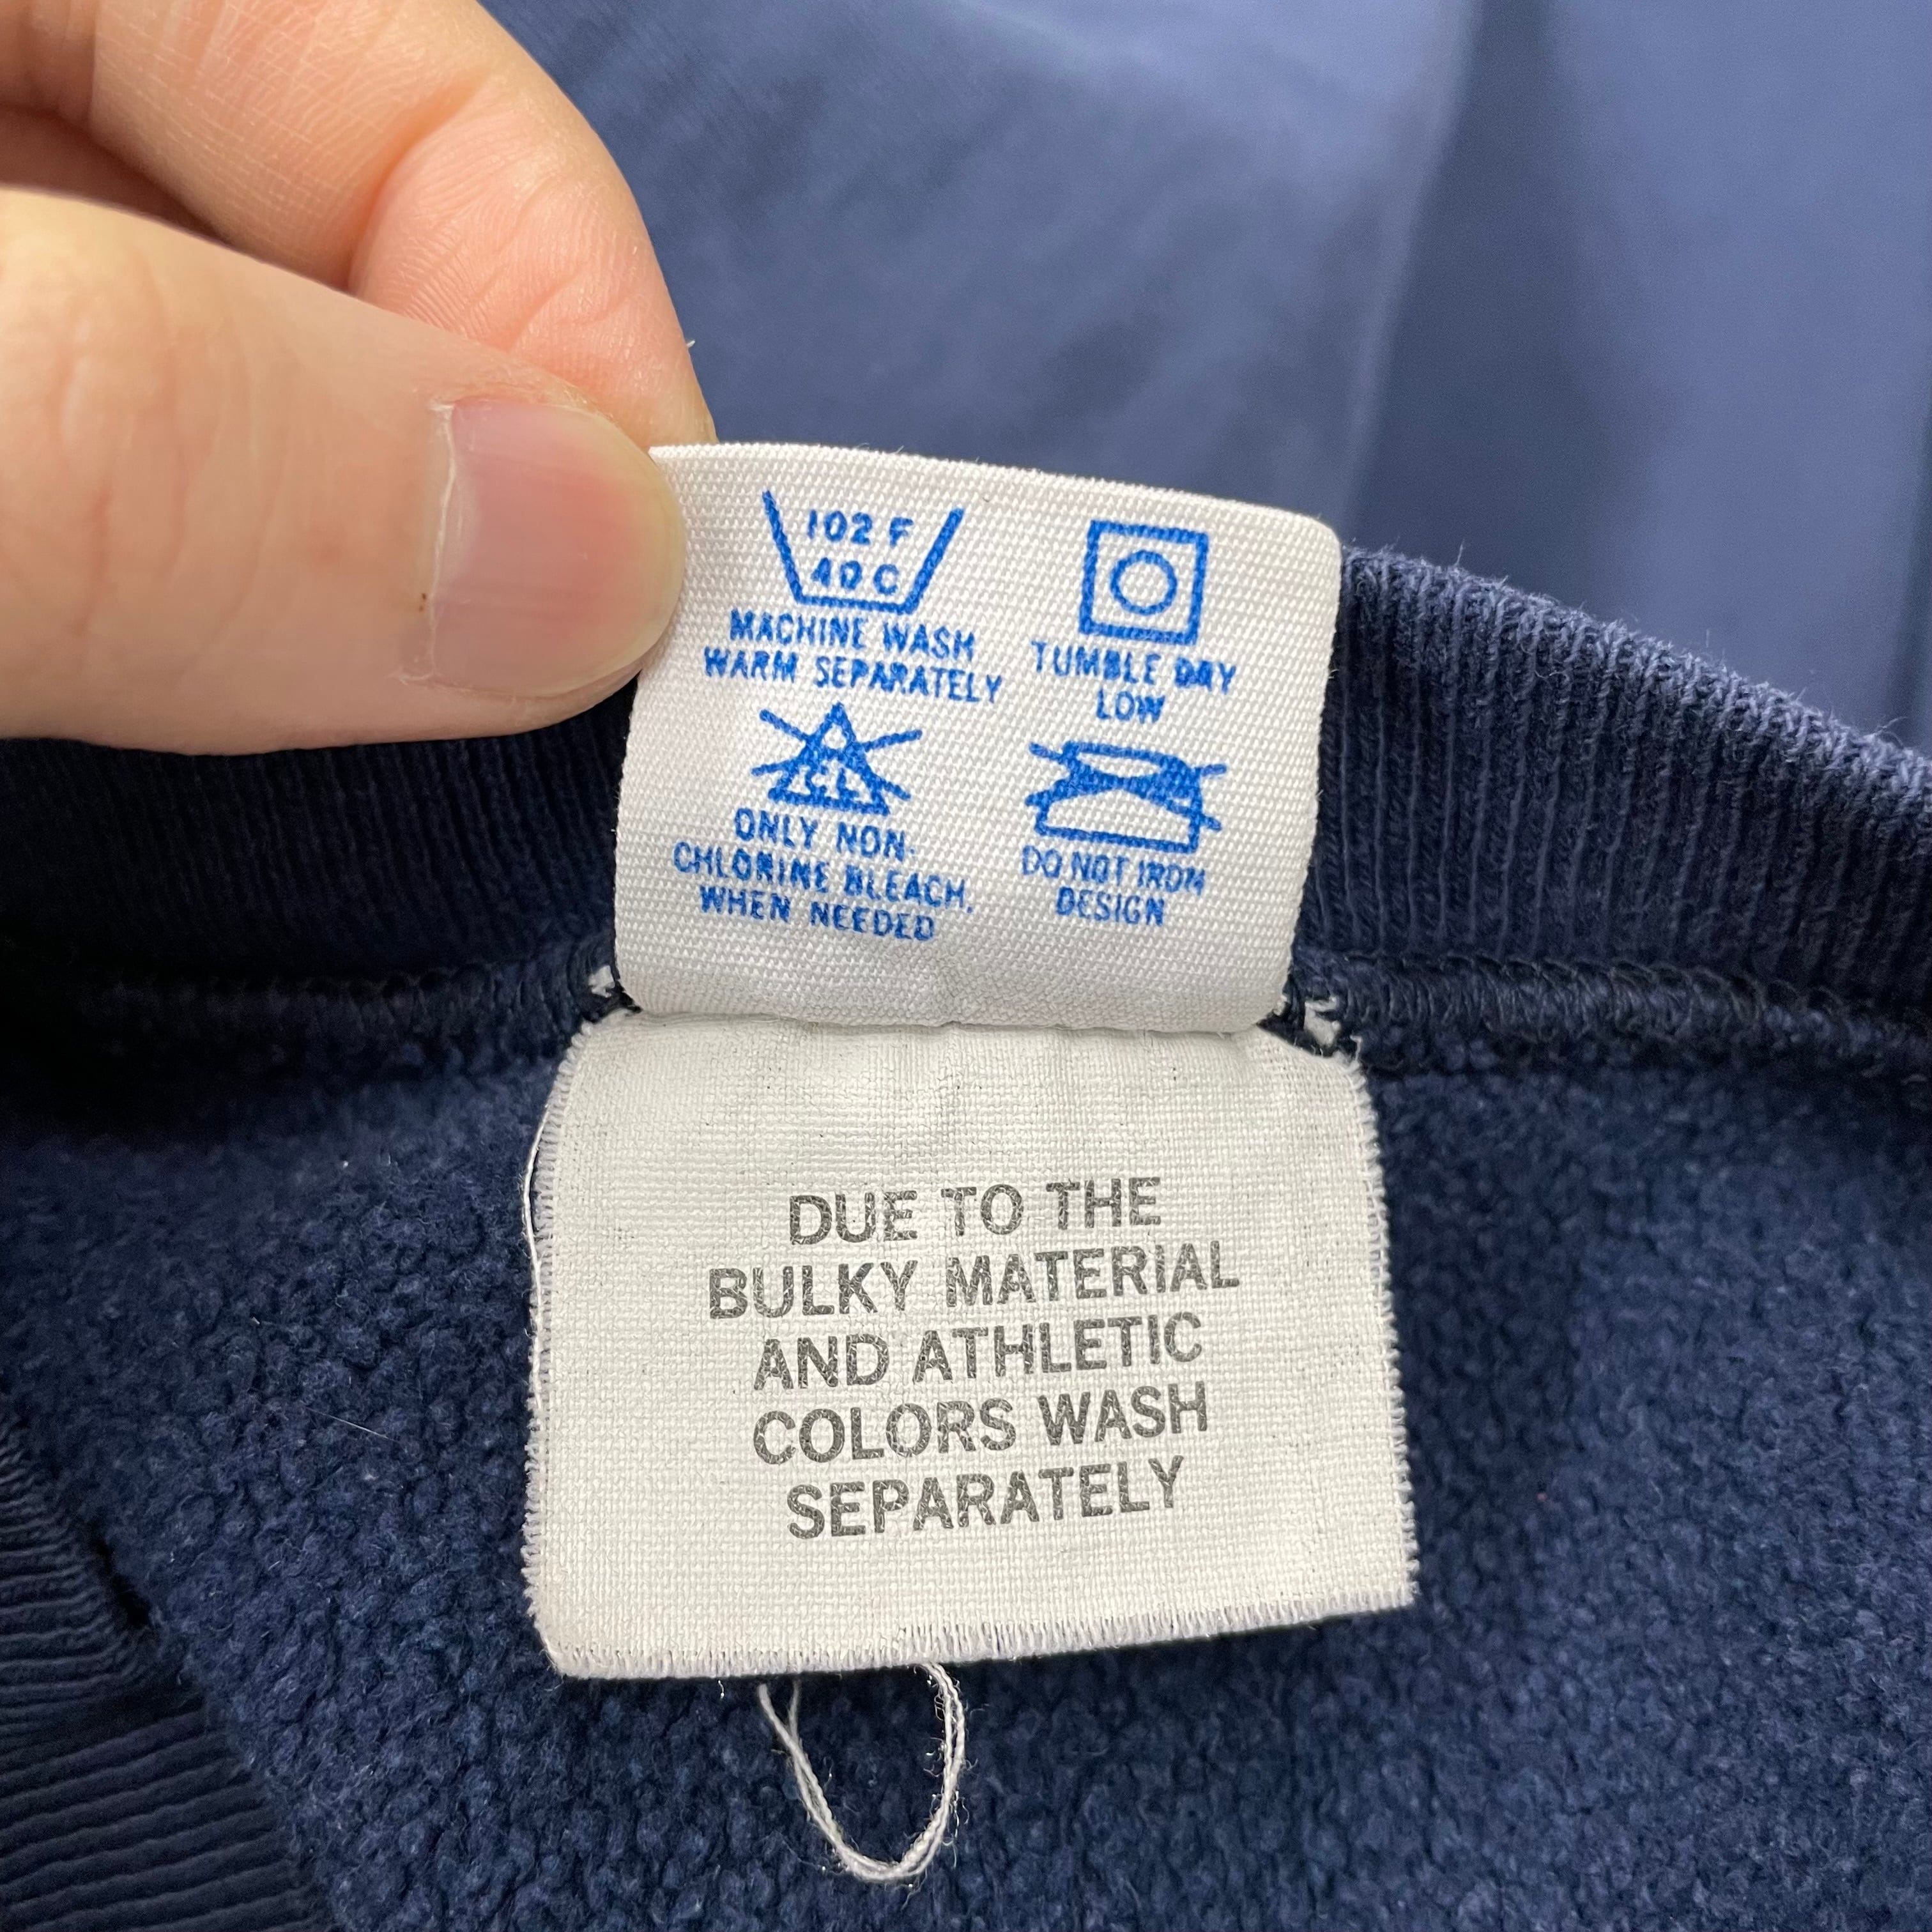 102 F
40 C
MACHINE WASH
WARM SEPARATELY
TUMBLE DRY
LOW
CL
ONLY NON-
CHLORINE BLEACH,
WHEN NEEDED
DO NOT IRON
DESIGN
DUE TO THE
BULKY MATERIAL
AND ATHLETIC
COLORS WASH
SEPARATELY